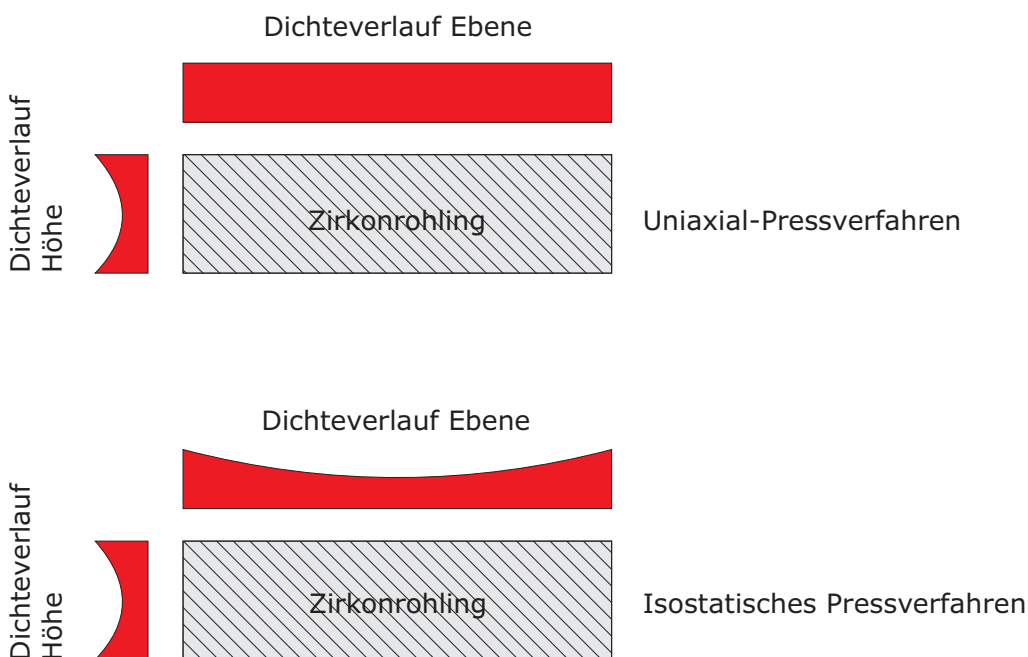 Dichteverlauf Ebene
Dichteverlauf
Höhe
Zirkonrohling
Uniaxial-Pressverfahren
Dichteverlauf Ebene
Dichteverlauf
Höhe
Zirkonrohling
Isostatisches Pressverfahren